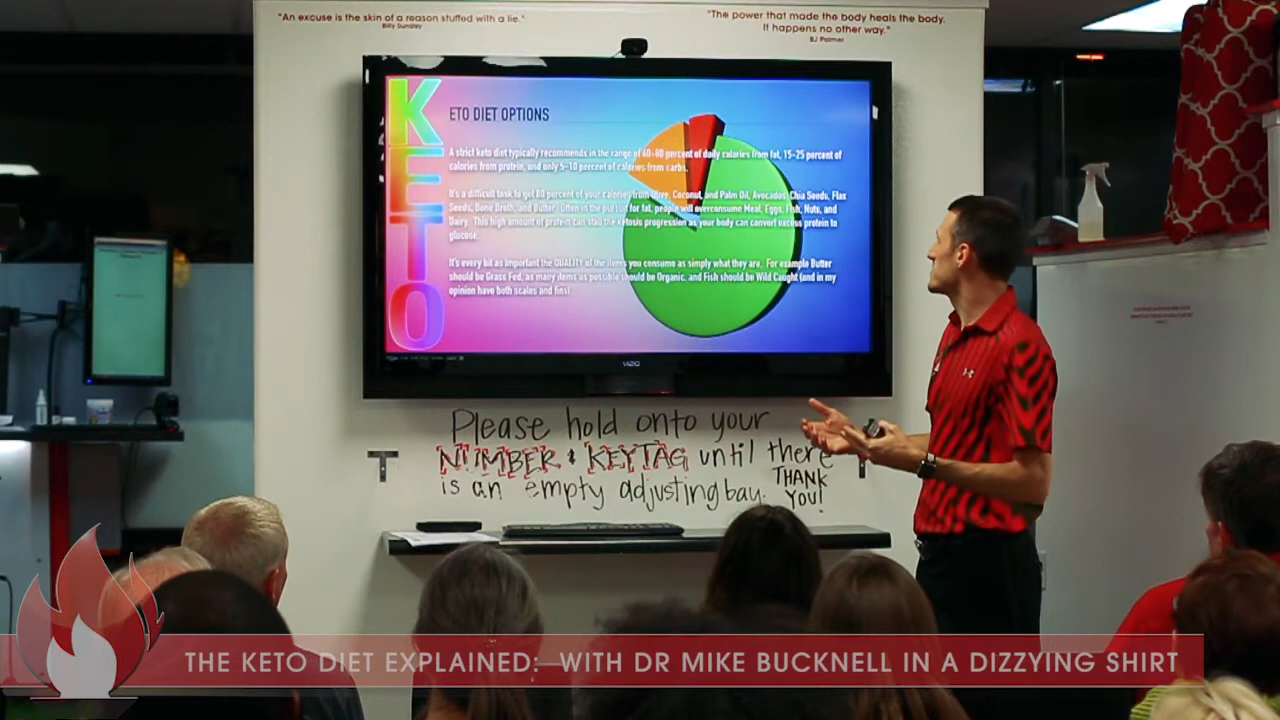 "An excuse is the skin of a reason stuffed with a lie."
Billy Sunday
"The power that made the body heals the body.
It happens no other way."
BJ Palmer
KETO
ETO DIET OPTIONS
A strict keto diet typically recommends in the range of 60-80 percent of daily calories from fat, 15-25 percent of
calories from protein, and only 5-10 percent of calories from carbs.
It's a difficult task to get 80 percent of your calories from Olive, Coconut, and Palm Oil, Avocados, Chia Seeds, Flax
Seeds, Bone Broth, and Butter. Often in the pursuit for fat, people will overconsume Meat, Eggs, Fish, Nuts, and
Dairy. This high amount of protein can stall the ketosis progression as your body can convert excess protein to
glucose.
It's every bit as important the QUALITY of the items you consume as simply what they are. For example Butter
should be Grass Fed, as many items as possible should be Organic, and Fish should be Wild Caught (and in my
opinion have both scales and fins).
VIZIO
Please hold onto your
NUMBER & KEYTAG until there
is an empty adjusting bay. THANK
YOU!
THE KETO DIET EXPLAINED: WITH DR MIKE BUCKNELL IN A DIZZYING SHIRT